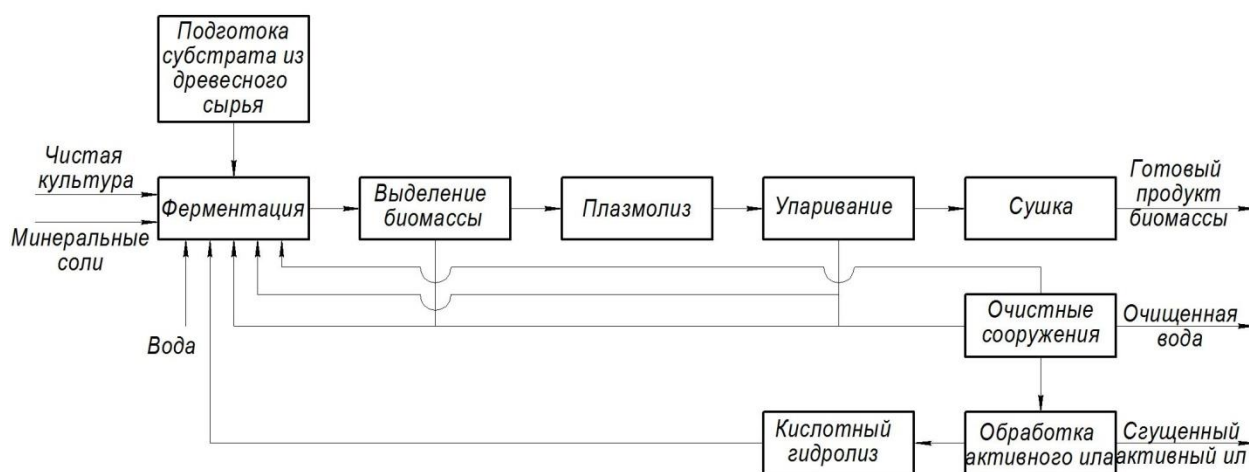 Подготока
субстрата из
древесного
сырья
Чистая
культура
Ферментация
Минеральные
соли
Вода
Выделение
биомассы
Плазмолиз
Упаривание
Сушка
Готовый
продукт
биомассы
Очистные
сооружения
Очищенная
вода
Кислотный
гидролиз
Обработка
активного ила
Сгущенный
активный ил